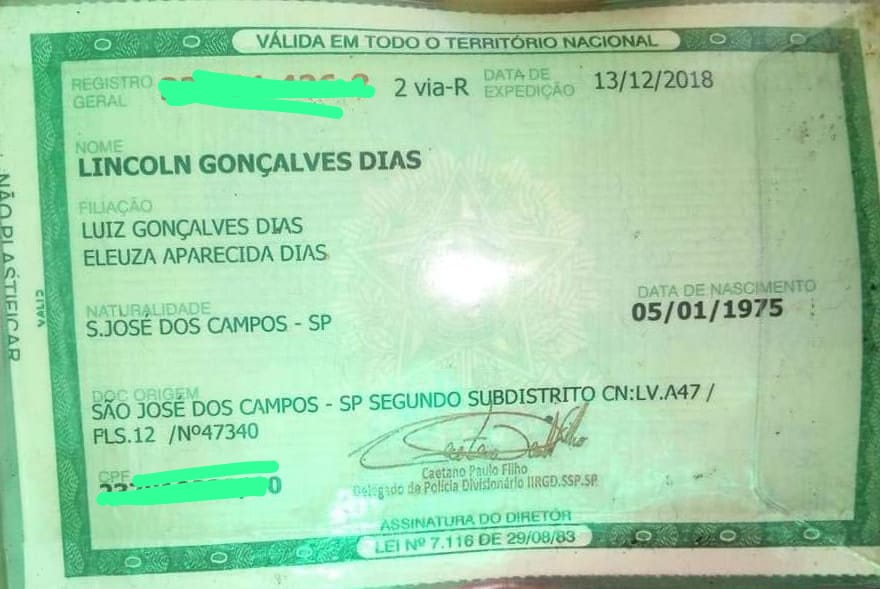 VÁLIDA EM TODO O TERRITÓRIO NACIONAL
REGISTRO GERAL 2 via-R DATA DE EXPEDIÇÃO 13/12/2018
NOME
LINCOLN GONÇALVES DIAS
FILIAÇÃO
LUIZ GONÇALVES DIAS
ELEUZA APARECIDA DIAS
NATURALIDADE
S.JOSÉ DOS CAMPOS - SP
DATA DE NASCIMENTO
05/01/1975
DOC ORIGEM
SÃO JOSÉ DOS CAMPOS - SP SEGUNDO SUBDISTRITO CN:LV.A47 /
FLS.12 /Nº47340
CPF
Caetano Paulo Filho
Delegado de Polícia Divisionário IIRGD.SSP.SP
ASSINATURA DO DIRETOR
LEI Nº 7.116 DE 29/08/83
NÃO PLASTIFICAR